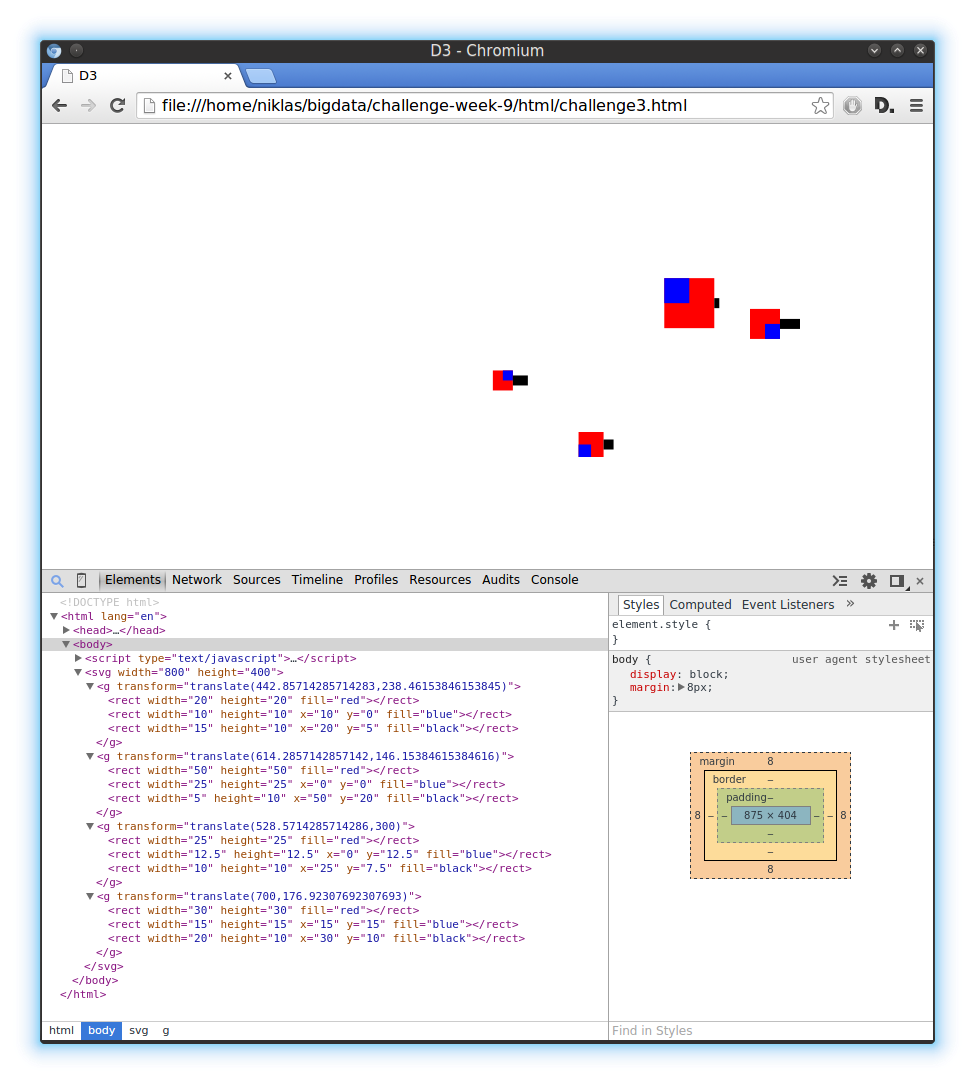 D3 - Chromium
D3
file:///home/niklas/bigdata/challenge-week-9/html/challenge3.html
D.
Elements Network Sources Timeline Profiles Resources Audits Console
<!DOCTYPE html>
<html lang="en">
<head>…</head>
<body>
<script type="text/javascript">…</script>
<svg width="800" height="400">
<g transform="translate(442.85714285714283,238.46153846153845)">
<rect width="20" height="20" fill="red"></rect>
<rect width="10" height="10" x="10" y="0" fill="blue"></rect>
<rect width="15" height="10" x="20" y="5" fill="black"></rect>
</g>
<g transform="translate(614.2857142857142,146.15384615384616)">
<rect width="50" height="50" fill="red"></rect>
<rect width="25" height="25" x="0" y="0" fill="blue"></rect>
<rect width="5" height="10" x="50" y="20" fill="black"></rect>
</g>
<g transform="translate(528.5714285714286,300)">
<rect width="25" height="25" fill="red"></rect>
<rect width="12.5" height="12.5" x="0" y="12.5" fill="blue"></rect>
<rect width="10" height="10" x="25" y="7.5" fill="black"></rect>
</g>
<g transform="translate(700,176.92307692307693)">
<rect width="30" height="30" fill="red"></rect>
<rect width="15" height="15" x="15" y="15" fill="blue"></rect>
<rect width="20" height="10" x="30" y="10" fill="black"></rect>
</g>
</svg>
</body>
</html>
html body svg g
Styles Computed Event Listeners »
element.style {
}
body { user agent stylesheet
display: block;
margin: 8px;
}
margin 8
border –
padding –
8 – – 875 × 404 – – 8
–
–
8
Find in Styles